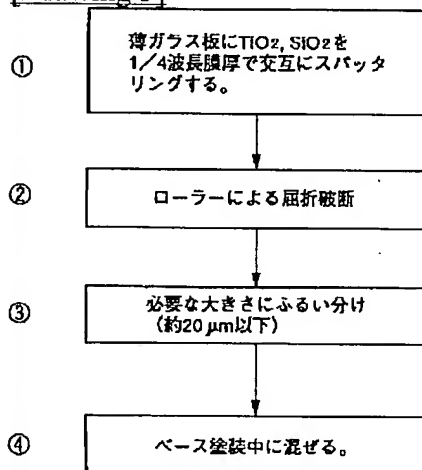 ①
薄ガラス板にTiO2, SiO2を
1/4波長膜厚で交互にスパッタ
リングする。
②
ローラーによる屈折破断
③
必要な大きさにふるい分け
(約20μm以下)
④
ベース塗装中に混ぜる。